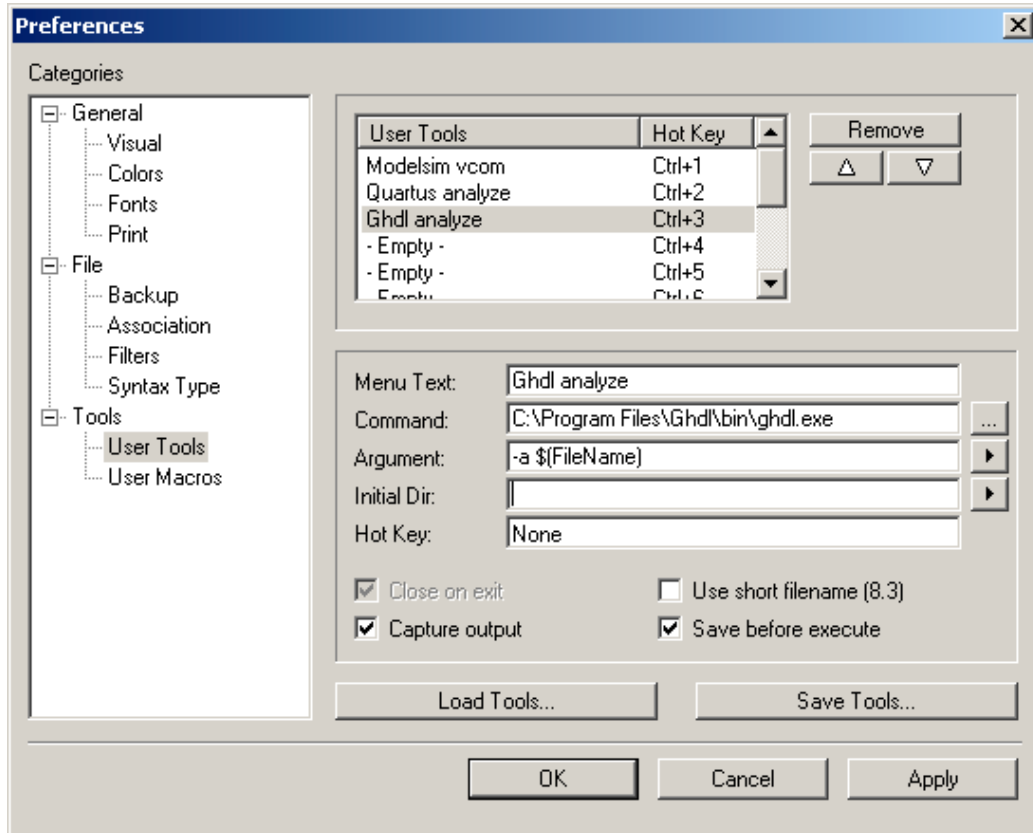 Preferences
Categories
General
Visual
Colors
Fonts
Print
File
Backup
Association
Filters
Syntax Type
Tools
User Tools
User Macros
User Tools Hot Key
Modelsim vcom Ctrl+1
Quartus analyze Ctrl+2
Ghdl analyze Ctrl+3
- Empty - Ctrl+4
- Empty - Ctrl+5
- Empty - Ctrl+6
Remove
Menu Text: Ghdl analyze
Command: C:\Program Files\Ghdl\bin\ghdl.exe ...
Argument: -a $(FileName)
Initial Dir:
Hot Key: None
Close on exit Use short filename (8.3)
Capture output Save before execute
Load Tools... Save Tools...
OK Cancel Apply